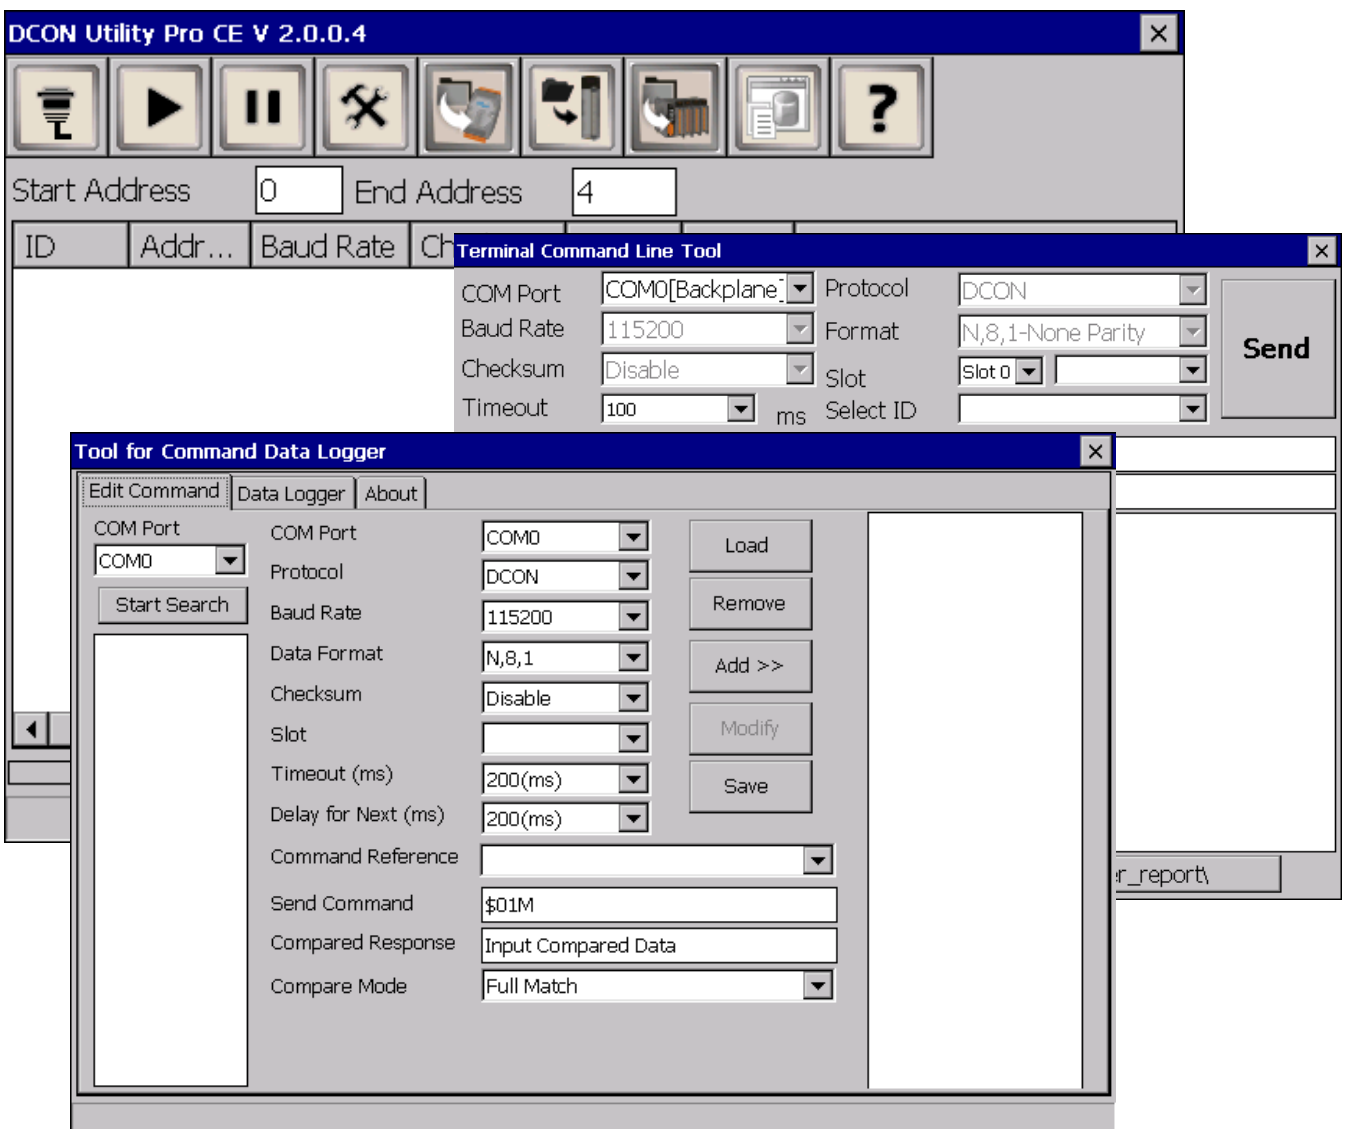 DCON Utility Pro CE V 2.0.0.4
?
Start Address 0 End Address 4
ID Addr... Baud Rate
Terminal Command Line Tool
COM Port COM0[Backplane] Protocol DCON
Baud Rate 115200 Format N,8,1-None Parity
Send
Checksum Disable Slot Slot 0
Timeout 100 ms Select ID
Tool for Command Data Logger
Edit Command Data Logger About
COM Port
COM0
Start Search
COM Port COM0
Protocol DCON
Baud Rate 115200
Data Format N,8,1
Checksum Disable
Slot
Timeout (ms) 200(ms)
Delay for Next (ms) 200(ms)
Command Reference
Send Command $01M
Compared Response Input Compared Data
Compare Mode Full Match
Load
Remove
Add >>
Modify
Save
er_report\